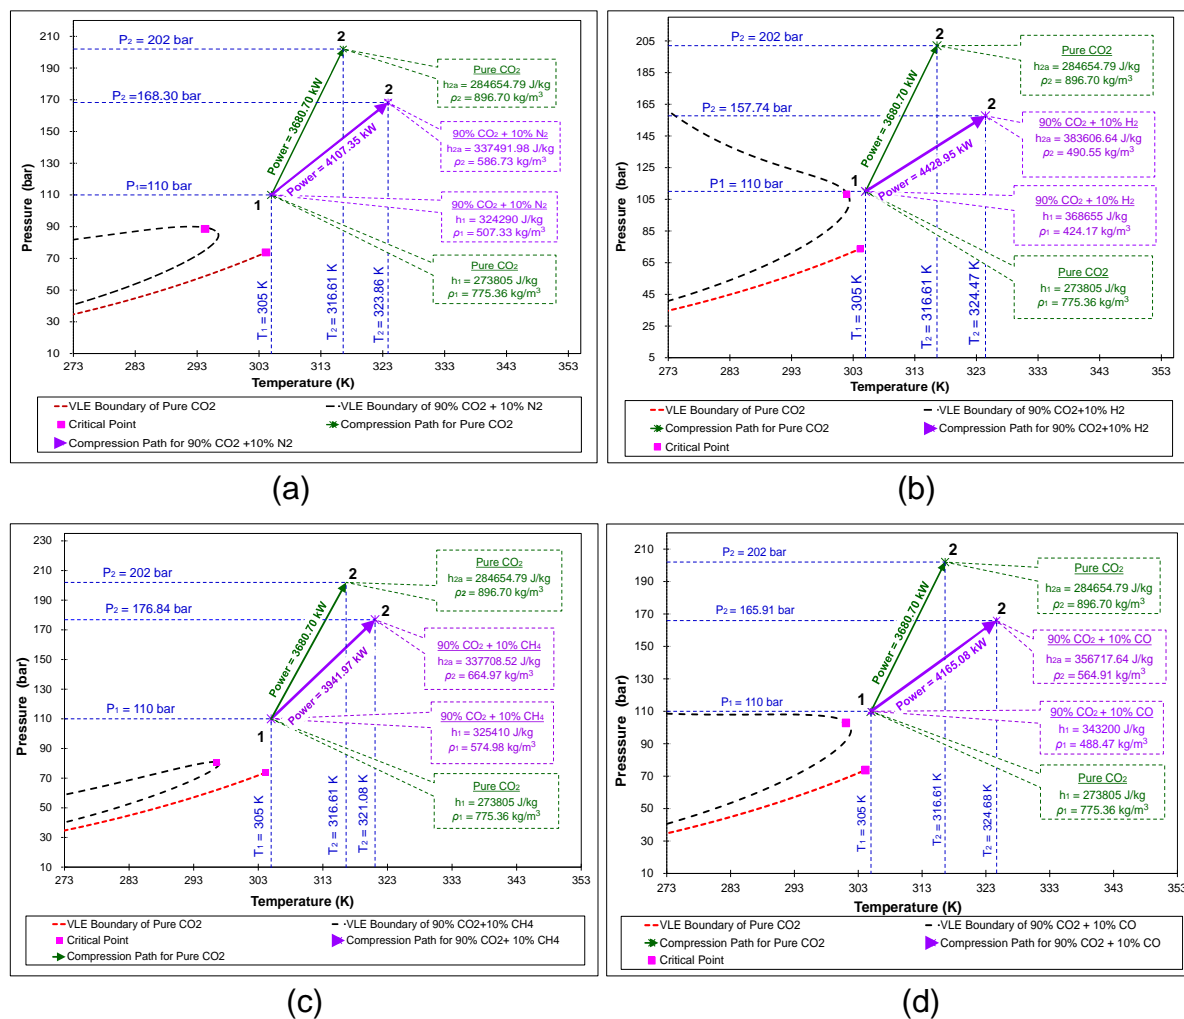 (a)
Pressure (bar)
210
190
170
150
130
110
90
70
50
30
10
273
293
303
313
323
333
343
353
Temperature (K)
P₂ = 202 bar
P₂ =168.30 bar
P₁=110 bar
1
2
2
Power = 3680.70 kW
Power = 4107.35 kW
T₁ = 305 K
T₂ = 316.61 K
T₂ = 323.86 K
Pure CO₂
h₂ₐ = 284654.79 J/kg
ρ₂ = 896.70 kg/m³
90% CO₂ + 10% N₂
h₂ₐ = 337491.98 J/kg
ρ₂ = 586.73 kg/m³
90% CO₂ + 10% N₂
h₁ = 324290 J/kg
ρ₁ = 507.33 kg/m³
Pure CO₂
h₁ = 273805 J/kg
ρ₁ = 775.36 kg/m³
VLE Boundary of Pure CO2
VLE Boundary of 90% CO2 + 10% N2
Critical Point
Compression Path for Pure CO2
Compression Path for 90% CO2 +10% N2
(b)
Pressure (bar)
205
185
165
145
125
105
85
65
45
25
5
273
283
293
303
313
323
333
343
353
Temperature (K)
P₂ = 202 bar
P₂ = 157.74 bar
P1 = 110 bar
1
2
2
Power = 3680.70 kW
Power = 4428.95 kW
T₁ = 305 K
T₂ = 316.61 K
T₂ = 324.47 K
Pure CO2
h₂ₐ = 284654.79 J/kg
ρ₂ = 896.70 kg/m³
90% CO₂ + 10% H₂
h₂ₐ = 383606.64 J/kg
ρ₂ = 490.55 kg/m³
90% CO₂ + 10% H₂
h₁ = 368655 J/kg
ρ₁ = 424.17 kg/m³
Pure CO2
h₁ = 273805 J/kg
ρ₁ = 775.36 kg/m³
VLE Boundary of Pure CO2
VLE Boundary of 90% CO2+10% H2
Compression Path for Pure CO2
Compression Path for 90% CO2+10% H2
Critical Point
(c)
Pressure (bar)
230
210
190
170
150
130
110
90
70
50
30
10
273
283
293
303
313
323
333
343
353
Temperature (K)
P₂ = 202 bar
P₂ = 176.84 bar
P₁ = 110 bar
1
2
2
Power = 3680.70 kW
Power = 3941.97 kW
T₁ = 305 K
T₂ = 316.61 K
T₂ = 321.08 K
Pure CO₂
h₂ₐ = 284654.79 J/kg
ρ₂ = 896.70 kg/m³
90% CO₂ + 10% CH₄
h₂ₐ = 337708.52 J/kg
ρ₂ = 664.97 kg/m³
90% CO₂ + 10% CH₄
h₁ = 325410 J/kg
ρ₁ = 574.98 kg/m³
Pure CO₂
h₁ = 273805 J/kg
ρ₁ = 775.36 kg/m³
VLE Boundary of Pure CO2
VLE Boundary of 90% CO2+10% CH4
Critical Point
Compression Path for 90% CO2+ 10% CH4
Compression Path for Pure CO2
(d)
Pressure (bar)
210
190
170
150
130
110
90
70
50
30
10
273
283
293
303
313
323
333
343
353
Temperature (K)
P₂ = 202 bar
P₂ = 165.91 bar
P₁ = 110 bar
1
2
2
Power = 3680.70 kW
Power = 4165.08 kW
T₁ = 305 K
T₂ = 316.61 K
T₂ = 324.68 K
Pure CO₂
h₂ₐ = 284654.79 J/kg
ρ₂ = 896.70 kg/m³
90% CO₂ + 10% CO
h₂ₐ = 356717.64 J/kg
ρ₂ = 564.91 kg/m³
90% CO₂ + 10% CO
h₁ = 343200 J/kg
ρ₁ = 488.47 kg/m³
Pure CO₂
h₁ = 273805 J/kg
ρ₁ = 775.36 kg/m³
VLE Boundary of Pure CO2
VLE Boundary of 90% CO2 + 10% CO
Compression Path for Pure CO2
Compression Path for 90% CO2 + 10% CO
Critical Point